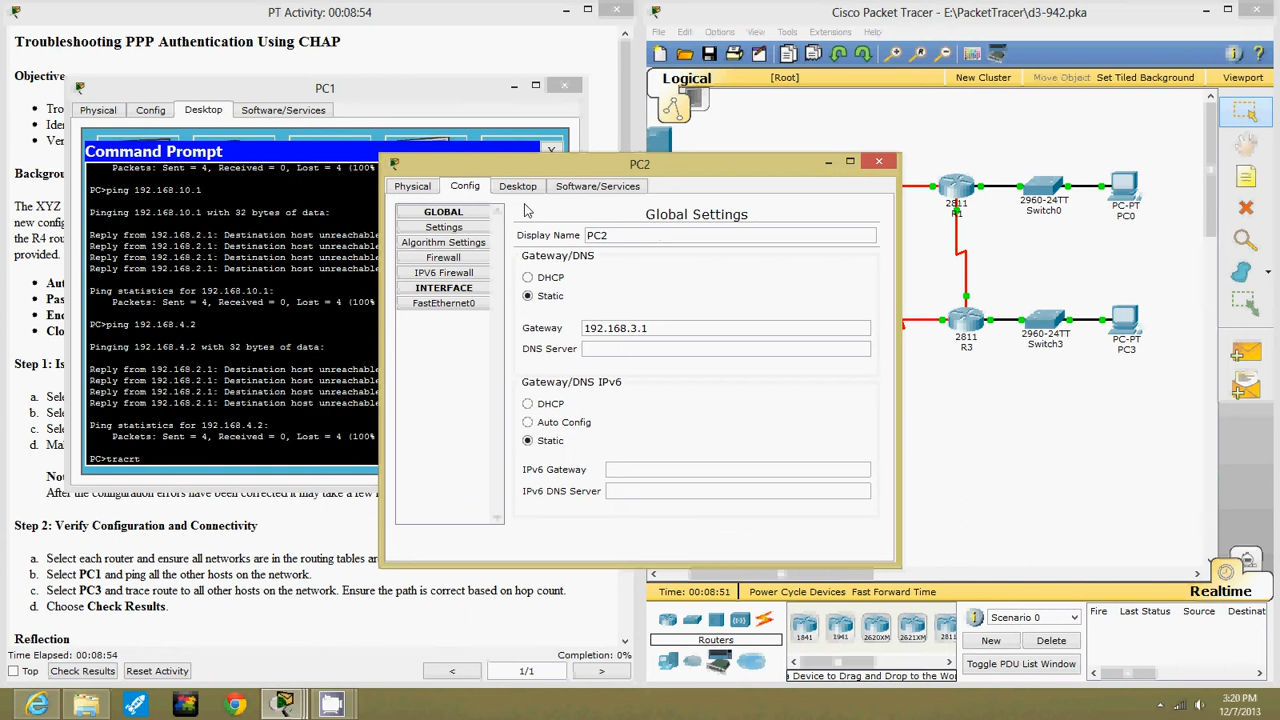 PT Activity: 00:08:54
Troubleshooting PPP Authentication Using CHAP
Objective
Backgrou
The XYZ
new config
the R4 rou
provided.
Step 1: Is
a. Sele
b. Sele
c. Sele
d. Mal
After the configuration errors have been corrected it may take a few
Step 2: Verify Configuration and Connectivity
a. Select each router and ensure all networks are in the routing tables ar
b. Select PC1 and ping all the other hosts on the network.
c. Select PC3 and trace route to all other hosts on the network. Ensure the path is correct based on hop count.
d. Choose Check Results.
Reflection
Time Elapsed: 00:08:54
Completion: 0%
Top
Check Results
Reset Activity
<
1/1
>
PC1
Physical
Config
Desktop
Software/Services
Command Prompt
X
Packets: Sent = 4, Received = 0, Lost = 4 (100%
PC>ping 192.168.10.1
Pinging 192.168.10.1 with 32 bytes of data:
Reply from 192.168.2.1: Destination host unreachable
Reply from 192.168.2.1: Destination host unreachable
Reply from 192.168.2.1: Destination host unreachable
Reply from 192.168.2.1: Destination host unreachable
Ping statistics for 192.168.10.1:
Packets: Sent = 4, Received = 0, Lost = 4 (100%
PC>ping 192.168.4.2
Pinging 192.168.4.2 with 32 bytes of data:
Reply from 192.168.2.1: Destination host unreachable
Reply from 192.168.2.1: Destination host unreachable
Reply from 192.168.2.1: Destination host unreachable
Reply from 192.168.2.1: Destination host unreachable
Ping statistics for 192.168.4.2:
Packets: Sent = 4, Received = 0, Lost = 4 (100%
PC>tracrt
PC2
Physical
Config
Desktop
Software/Services
GLOBAL
Settings
Algorithm Settings
Firewall
IPV6 Firewall
INTERFACE
FastEthernet0
Global Settings
Display Name PC2
Gateway/DNS
DHCP
Static
Gateway 192.168.3.1
DNS Server
Gateway/DNS IPv6
DHCP
Auto Config
Static
IPv6 Gateway
IPv6 DNS Server
Cisco Packet Tracer - E:\PacketTracer\d3-942.pka
File Edit Options View Tools Extensions Help
Logical
[Root]
New Cluster
Move Object
Set Tiled Background
Viewport
2811
R1
2960-24TT
Switch0
PC-PT
PC0
2811
R3
2960-24TT
Switch3
PC-PT
PC3
Time: 00:08:51
Power Cycle Devices
Fast Forward Time
Realtime
Routers
1841
1941
2620XM
2621XM
2811
Device to Drag and Drop to the Wo
Scenario 0
New
Delete
Toggle PDU List Window
Fire
Last Status
Source
Destinat
3:20 PM
12/7/2013